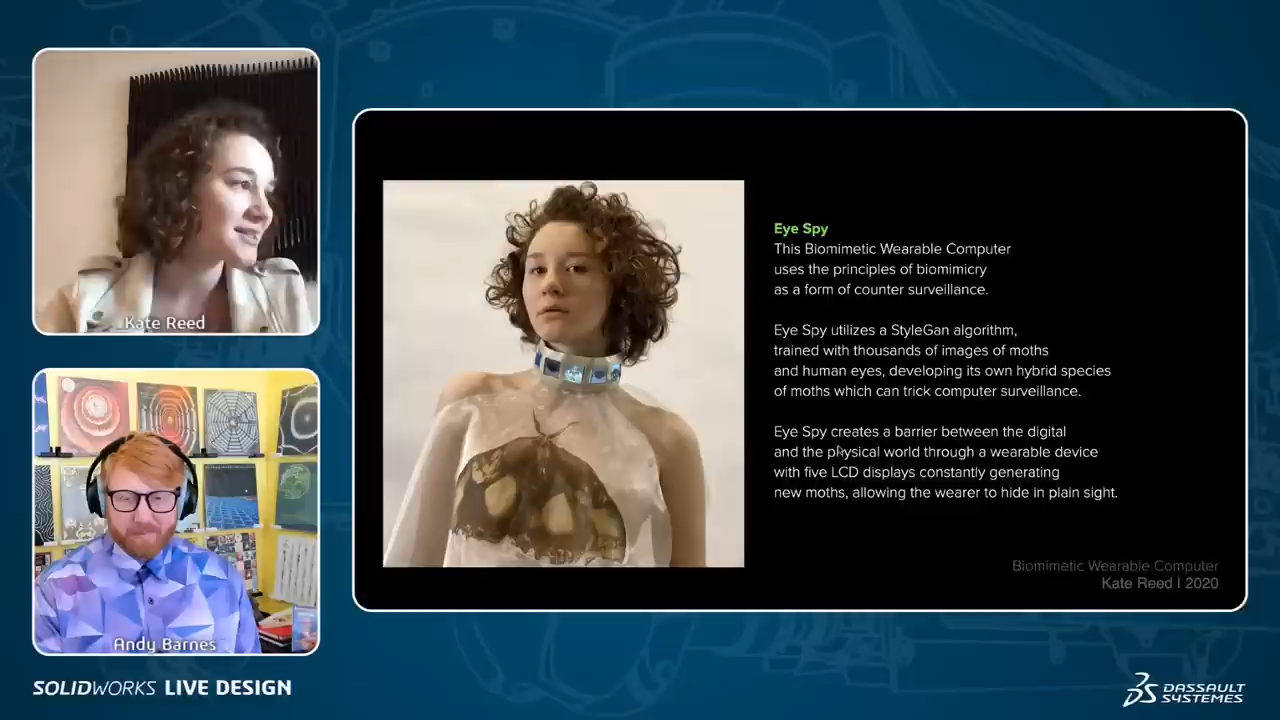 Kate Reed
Andy Barnes
SOLIDWORKS LIVE DESIGN
Eye Spy
This Biomimetic Wearable Computer
uses the principles of biomimicry
as a form of counter surveillance.
Eye Spy utilizes a StyleGan algorithm,
trained with thousands of images of moths
and human eyes, developing its own hybrid species
of moths which can trick computer surveillance.
Eye Spy creates a barrier between the digital
and the physical world through a wearable device
with five LCD displays constantly generating
new moths, allowing the wearer to hide in plain sight.
Biomimetic Wearable Computer
Kate Reed | 2020
DASSAULT
SYSTEMES